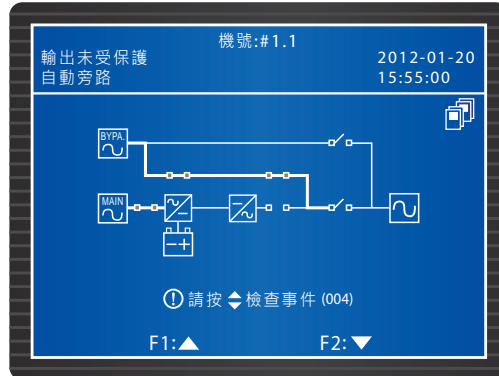 機號:#1.1
輸出未受保護
2012-01-20
自動旁路
15:55:00
BYPA.
MAIN
請按檢查事件 (004)
F1:
F2: